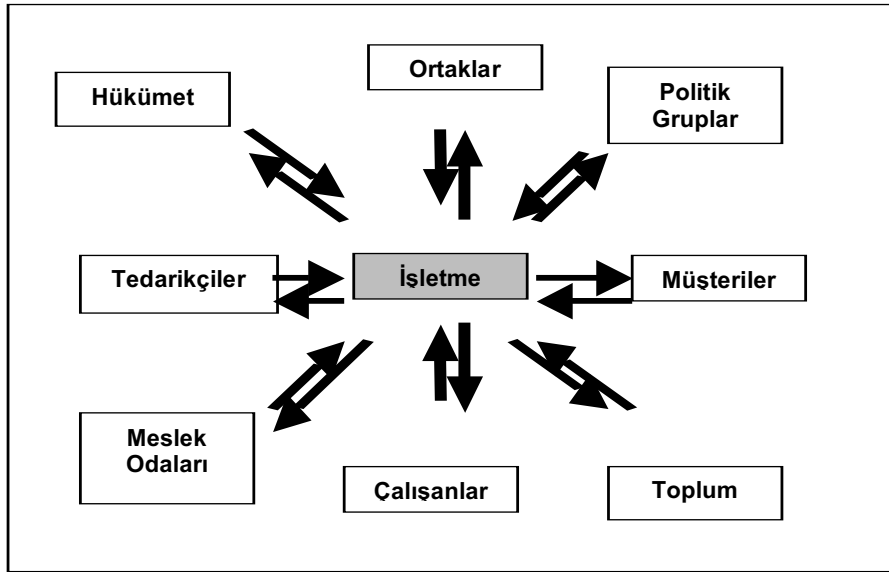 Hükümet
Ortaklar
Politik
Gruplar
Tedarikçiler
İşletme
Müşteriler
Meslek
Odaları
Çalışanlar
Toplum